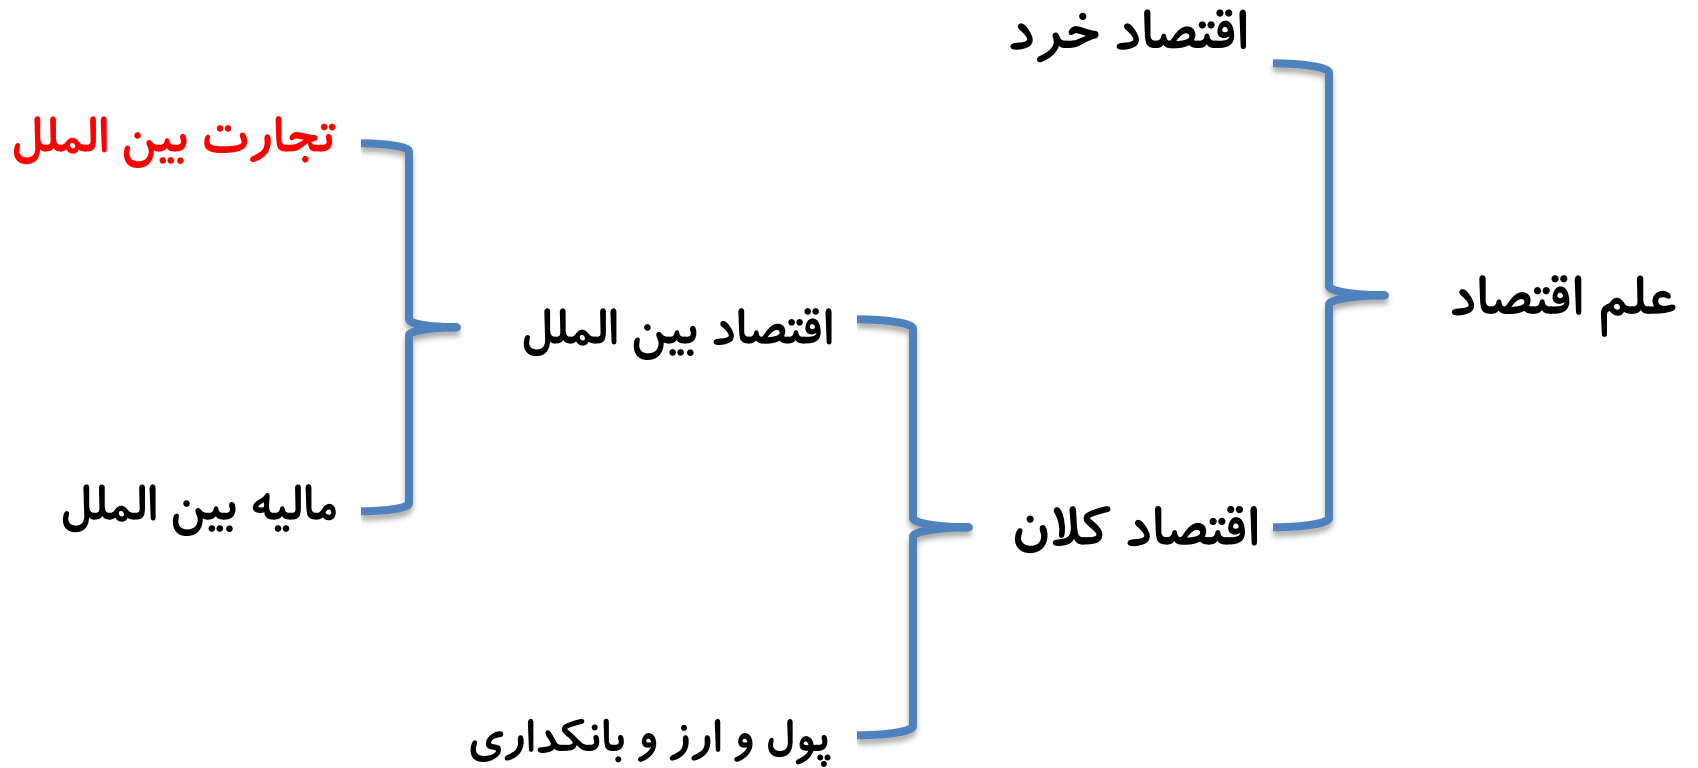 علم اقتصاد
اقتصاد خرد
اقتصاد کلان
اقتصاد بین الملل
پول و ارز و بانکداری
تجارت بین الملل
مالیه بین الملل